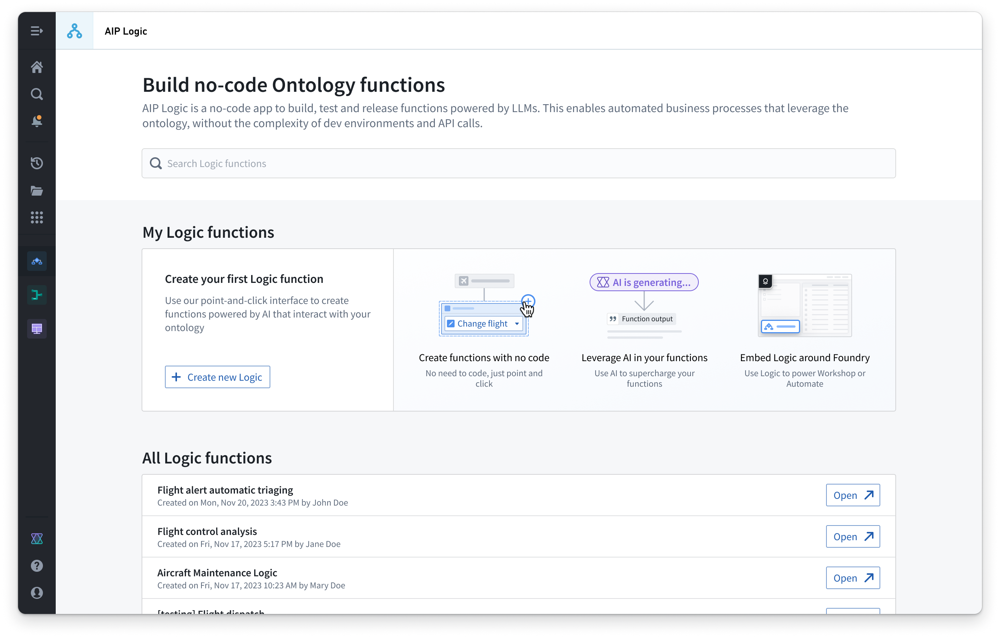 AIP Logic
Build no-code Ontology functions
AIP Logic is a no-code app to build, test and release functions powered by LLMs. This enables automated business processes that leverage the
ontology, without the complexity of dev environments and API calls.
Search Logic functions
My Logic functions
Create your first Logic function
Use our point-and-click interface to create
functions powered by AI that interact with your
ontology
+ Create new Logic
Change flight
Create functions with no code
No need to code, just point and
click
AI is generating...
Function output
Leverage AI in your functions
Use AI to supercharge your
functions
Embed Logic around Foundry
Use Logic to power Workshop or
Automate
All Logic functions
Flight alert automatic triaging
Created on Mon, Nov 20, 2023 3:43 PM by John Doe
Open
Flight control analysis
Created on Fri, Nov 17, 2023 5:17 PM by Jane Doe
Open
Aircraft Maintenance Logic
Created on Fri, Nov 17, 2023 10:23 AM by Mary Doe
Open
[testing] Flight dispatch